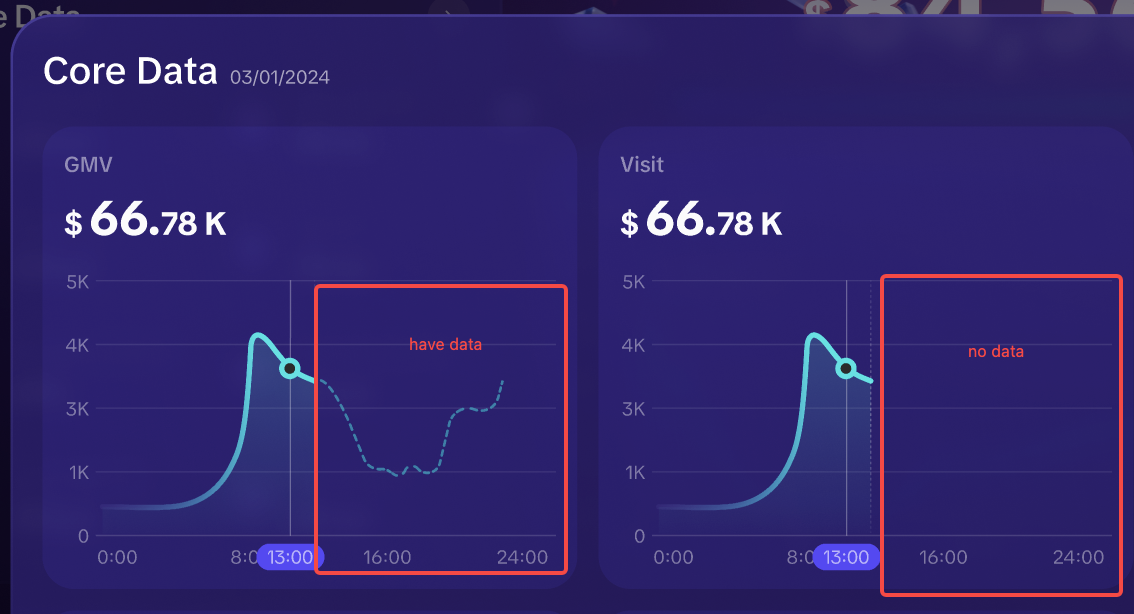 e Data
Core Data 03/01/2024
GMV
$ 66.78 K
5K
4K
3K
1K
0
0:00 8:0 13:00 16:00 24:00
have data
Visit
$ 66.78 K
5K
4K
3K
1K
0
0:00 8:0 13:00 16:00 24:00
no data